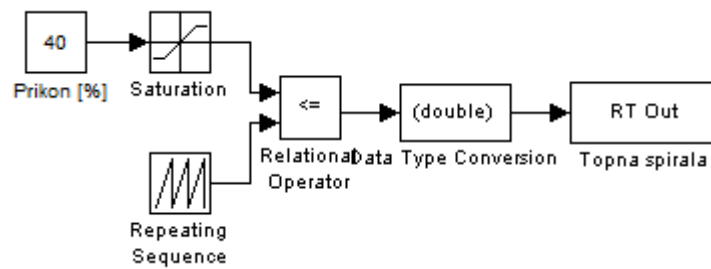 40
Prikon [%]
Saturation
<=
Relational
Operator
Repeating
Sequence
(double)
Data Type Conversion
RT Out
Topna spirala